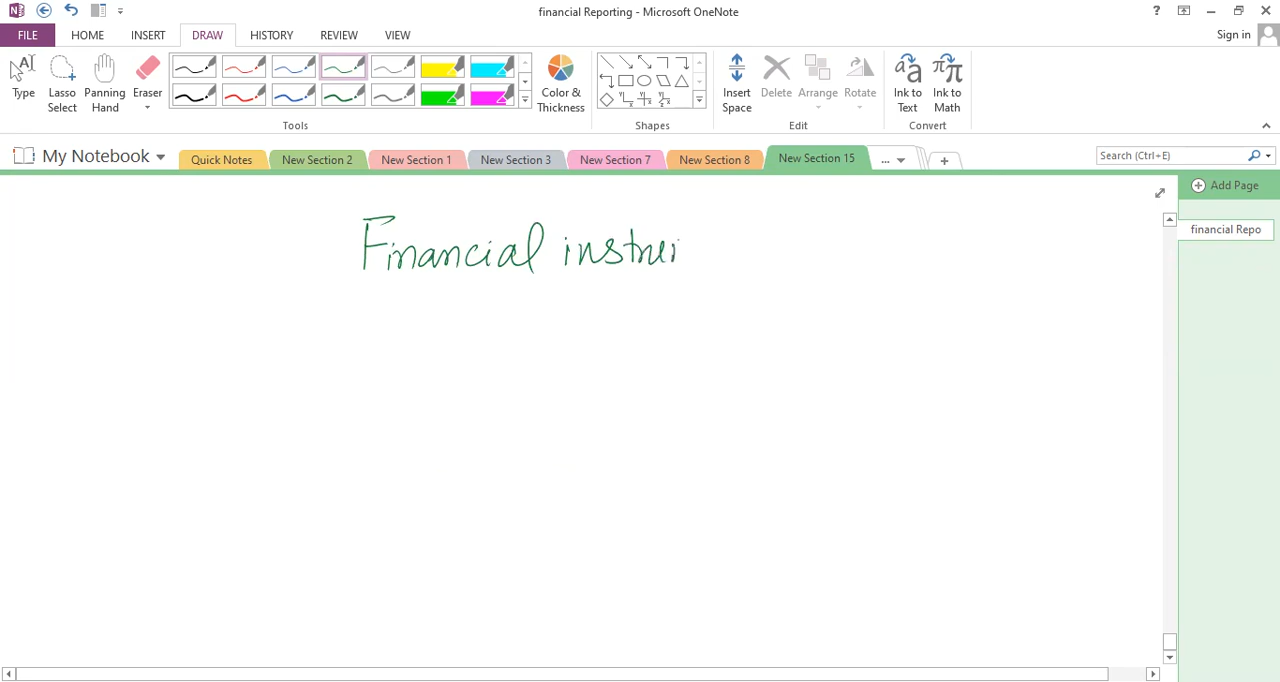 financial Reporting - Microsoft OneNote
?
FILE
HOME
INSERT
DRAW
HISTORY
REVIEW
VIEW
Sign in
Type
Lasso
Select
Panning
Hand
Eraser
Color &
Thickness
Insert
Space
Delete
Arrange
Rotate
Ink to
Text
Ink to
Math
Tools
Shapes
Edit
Convert
My Notebook
Quick Notes
New Section 2
New Section 1
New Section 3
New Section 7
New Section 8
New Section 15
...
Search (Ctrl+E)
Add Page
financial Repo
Financial instrui